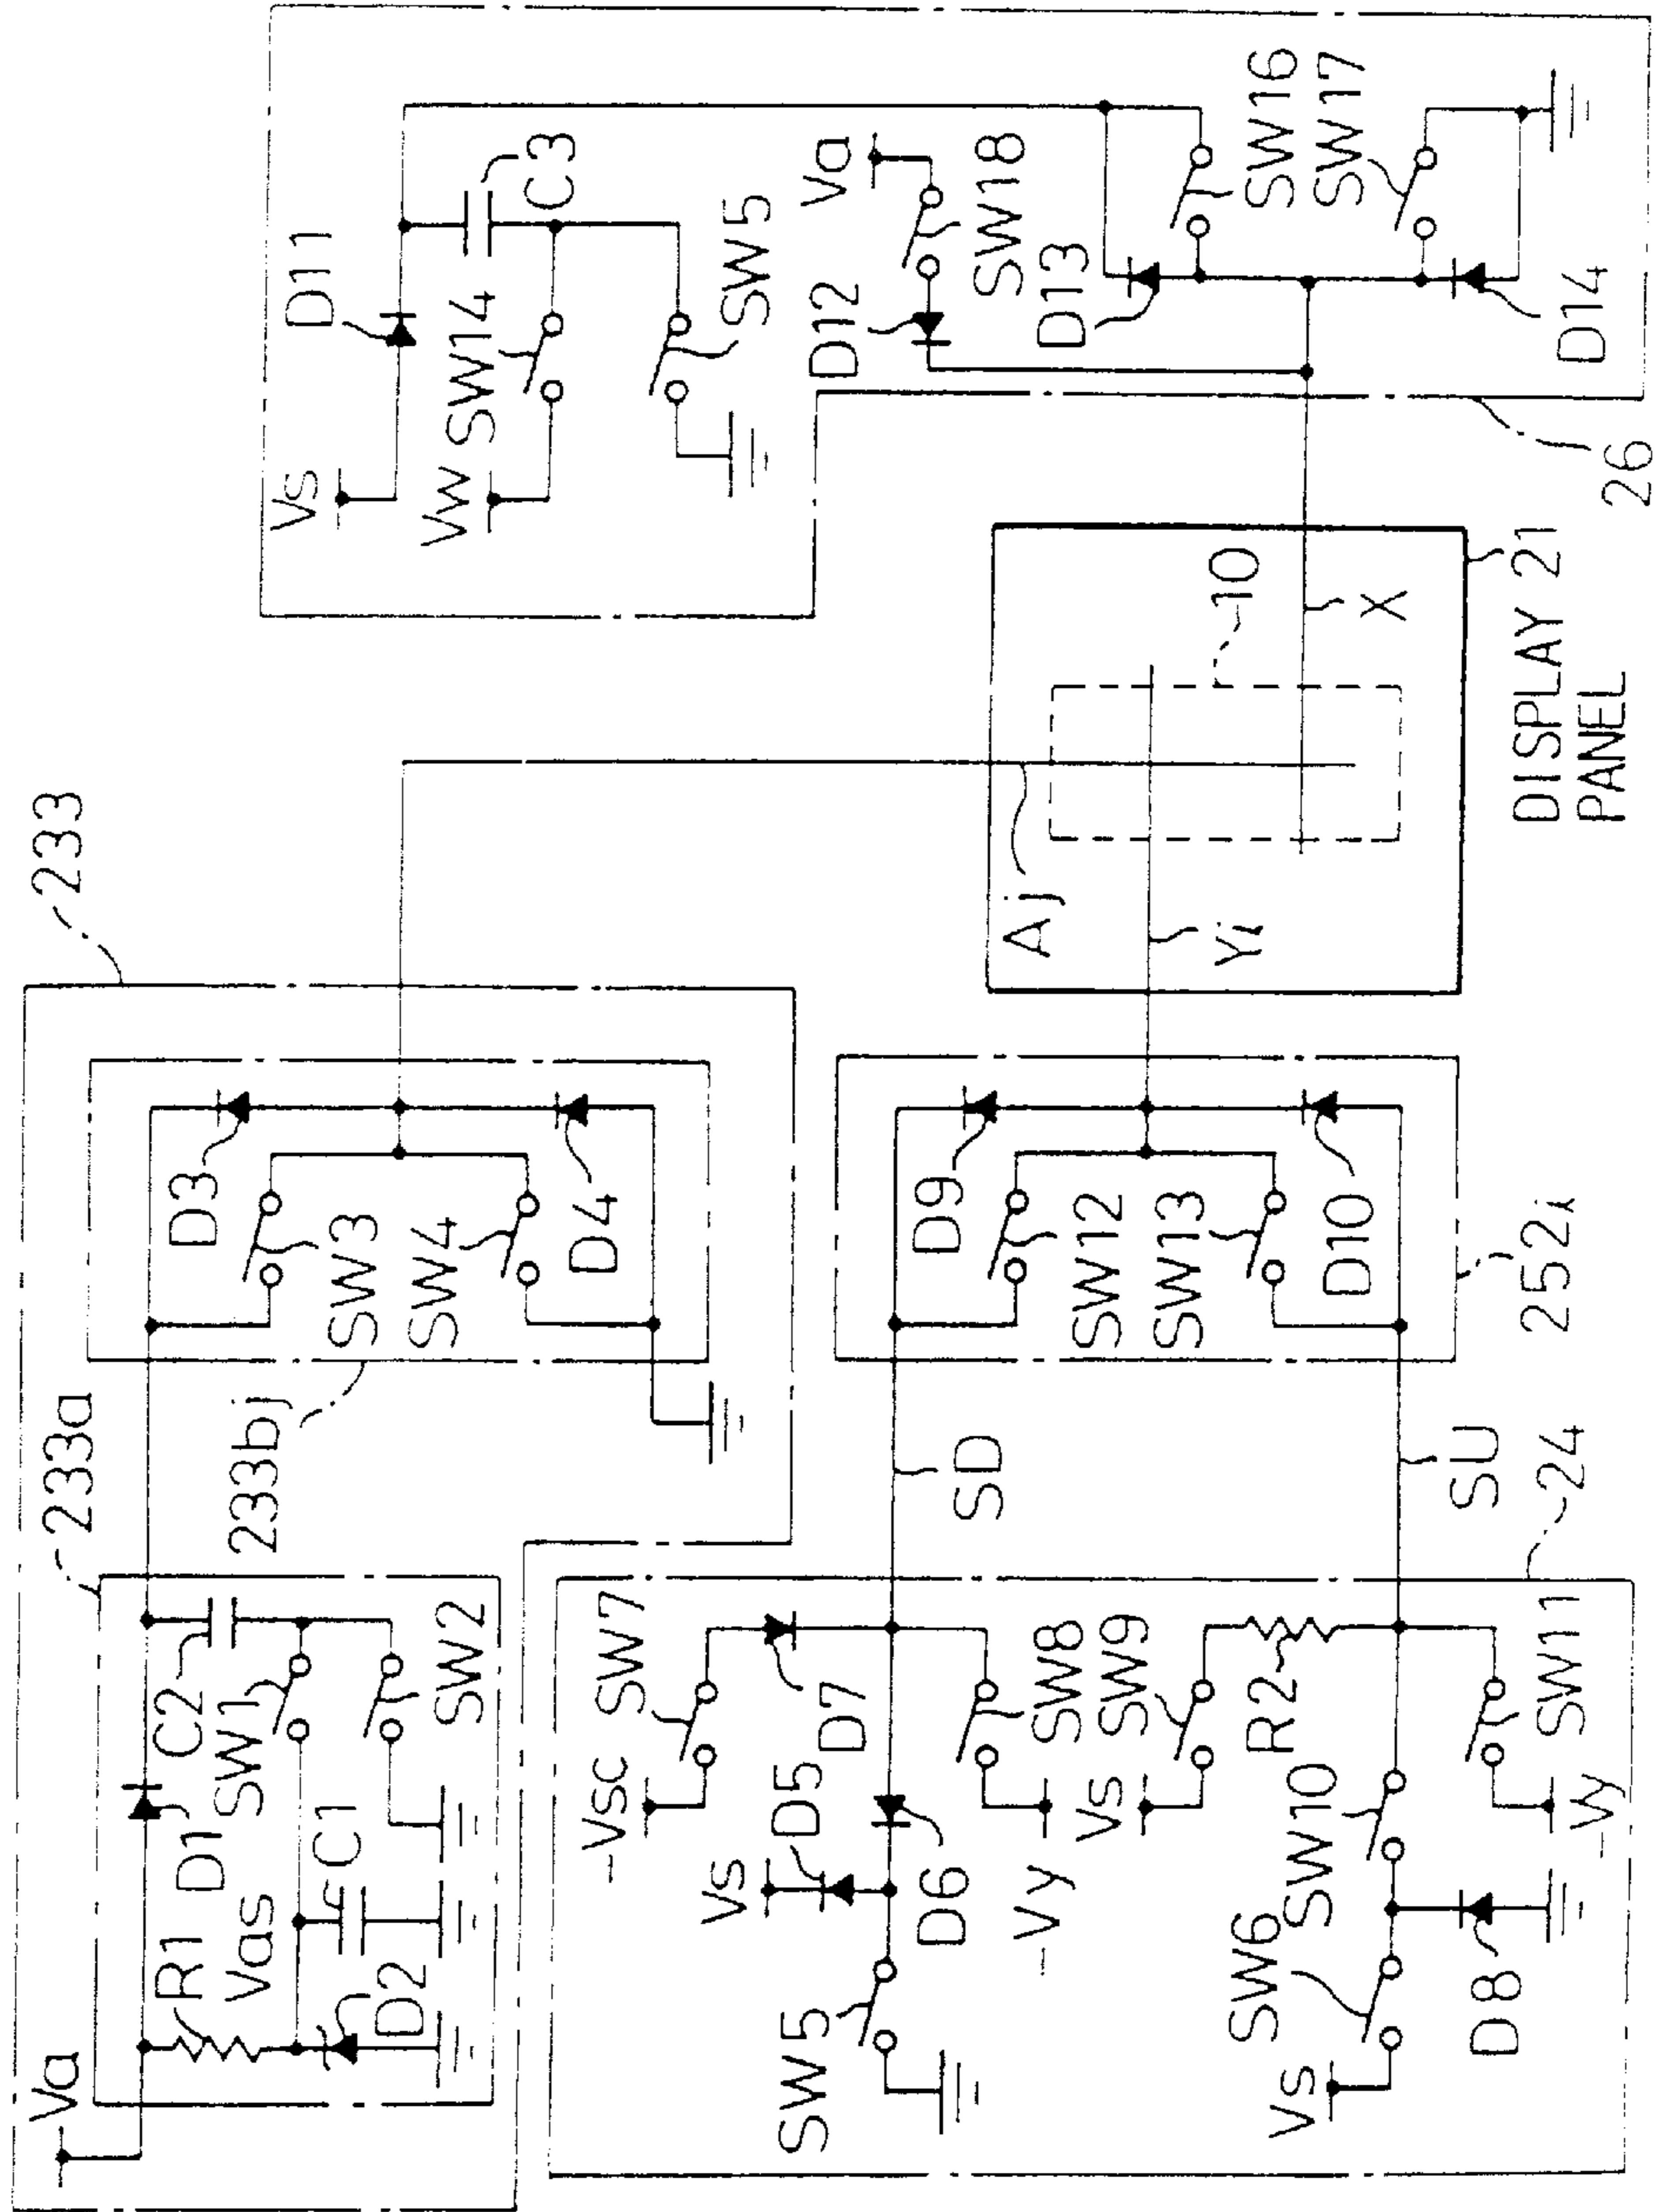 Va
233a
233
R1
D1
C2
Vas
SW1
D2
C1
SW2
D3
SW3
SW4
D4
233bj
-Vsc
SW7
D7
Vs
D5
D6
SW5
-Vy
SW8
SD
Vs
SW9
R2
SW6
SW10
Vs
D8
-Vy
SW11
SU
24
D9
SW12
SW13
D10
252i
Aj
Yi
10
X
DISPLAY 21
PANEL
Vs
D11
Vw
SW14
C3
SW5
Va
D12
SW18
D13
SW16
SW17
D14
26